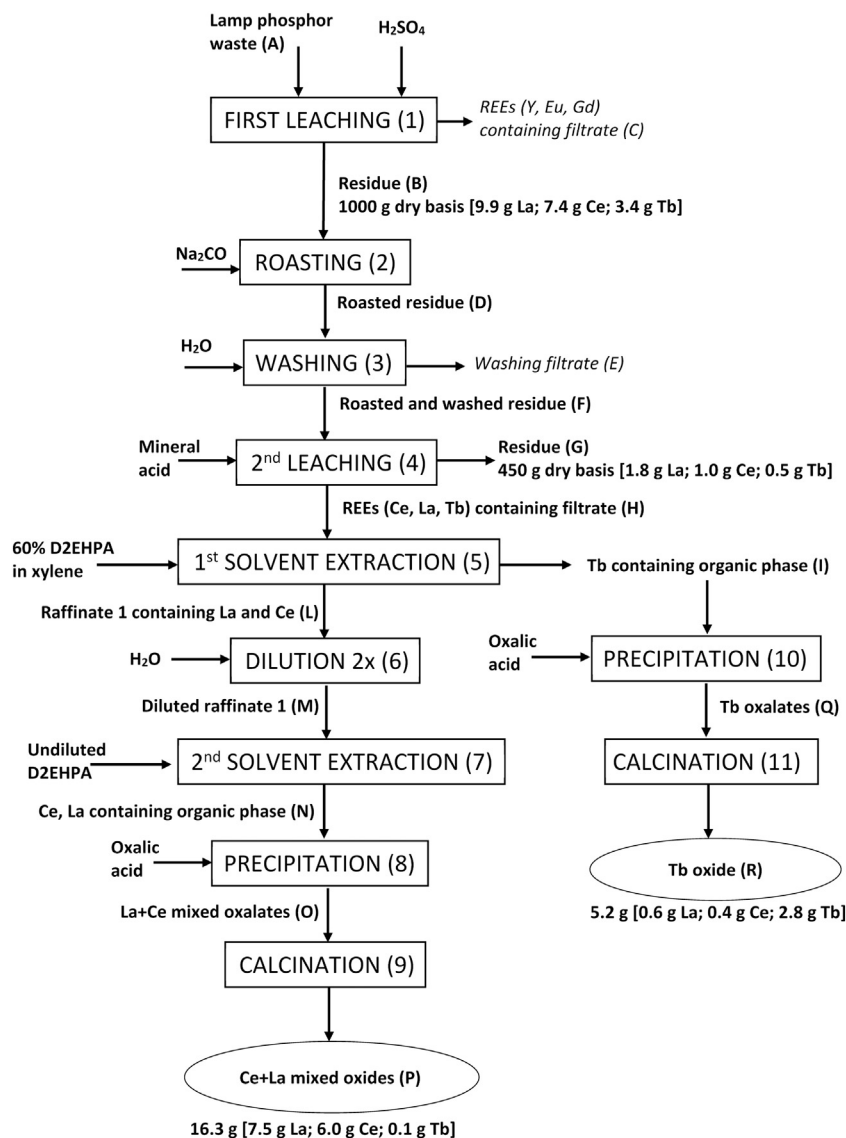 Lamp phosphor
waste (A)
H₂SO₄
FIRST LEACHING (1)
REEs (Y, Eu, Gd)
containing filtrate (C)
Residue (B)
1000 g dry basis [9.9 g La; 7.4 g Ce; 3.4 g Tb]
Na₂CO
ROASTING (2)
Roasted residue (D)
H₂O
WASHING (3)
Washing filtrate (E)
Roasted and washed residue (F)
Mineral
acid
2nd LEACHING (4)
Residue (G)
450 g dry basis [1.8 g La; 1.0 g Ce; 0.5 g Tb]
REEs (Ce, La, Tb) containing filtrate (H)
60% D2EHPA
in xylene
1st SOLVENT EXTRACTION (5)
Tb containing organic phase (I)
Raffinate 1 containing La and Ce (L)
H₂O
DILUTION 2x (6)
Oxalic
acid
PRECIPITATION (10)
Diluted raffinate 1 (M)
Tb oxalates (Q)
Undiluted
D2EHPA
2nd SOLVENT EXTRACTION (7)
CALCINATION (11)
Ce, La containing organic phase (N)
Oxalic
acid
PRECIPITATION (8)
Tb oxide (R)
5.2 g [0.6 g La; 0.4 g Ce; 2.8 g Tb]
La+Ce mixed oxalates (O)
CALCINATION (9)
Ce+La mixed oxides (P)
16.3 g [7.5 g La; 6.0 g Ce; 0.1 g Tb]